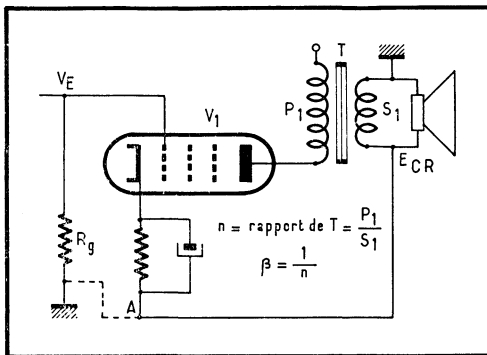 T
V_E
V_1
P_1
S_1
E_CR
R_g
A
n = rapport de T = P_1 / S_1
β = 1 / n